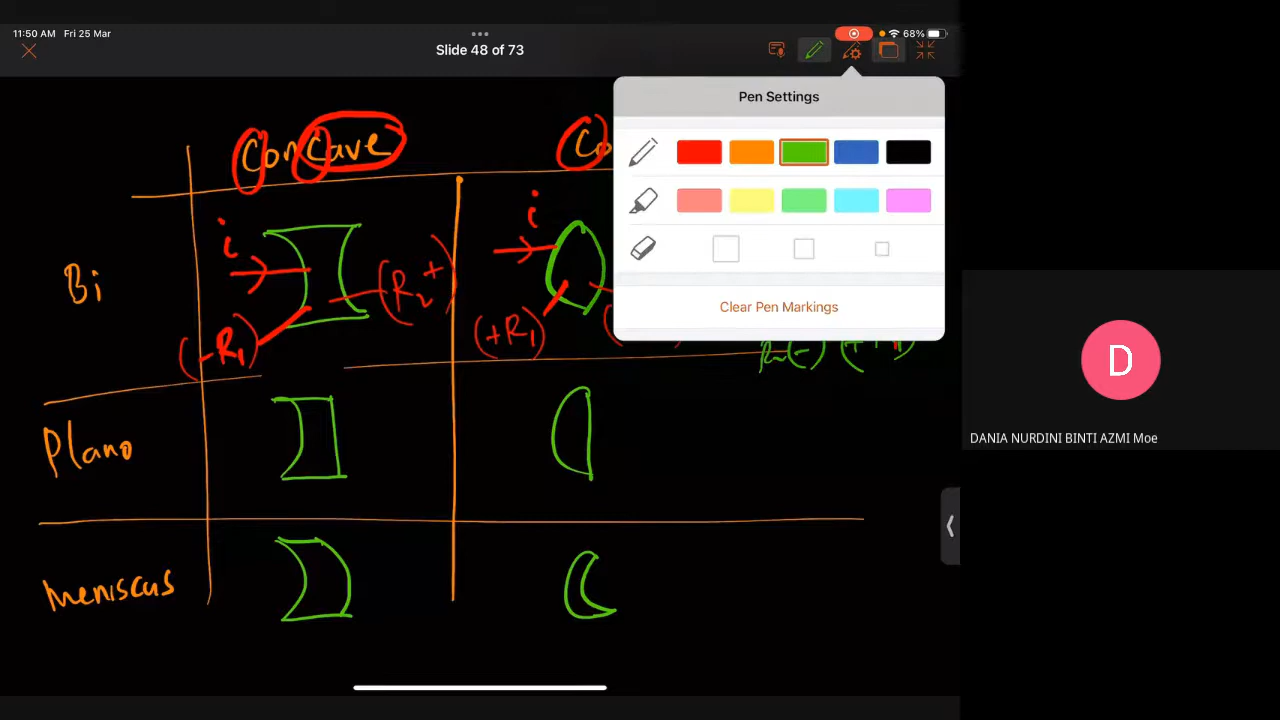 11:50 AM Fri 25 Mar
68%
Slide 48 of 73
Pen Settings
Clear Pen Markings
Concave
Co
Bi
i
(-R1)
(R2+
i
(+R1)
Plano
Meniscus
D
DANIA NURDINI BINTI AZMI Moe